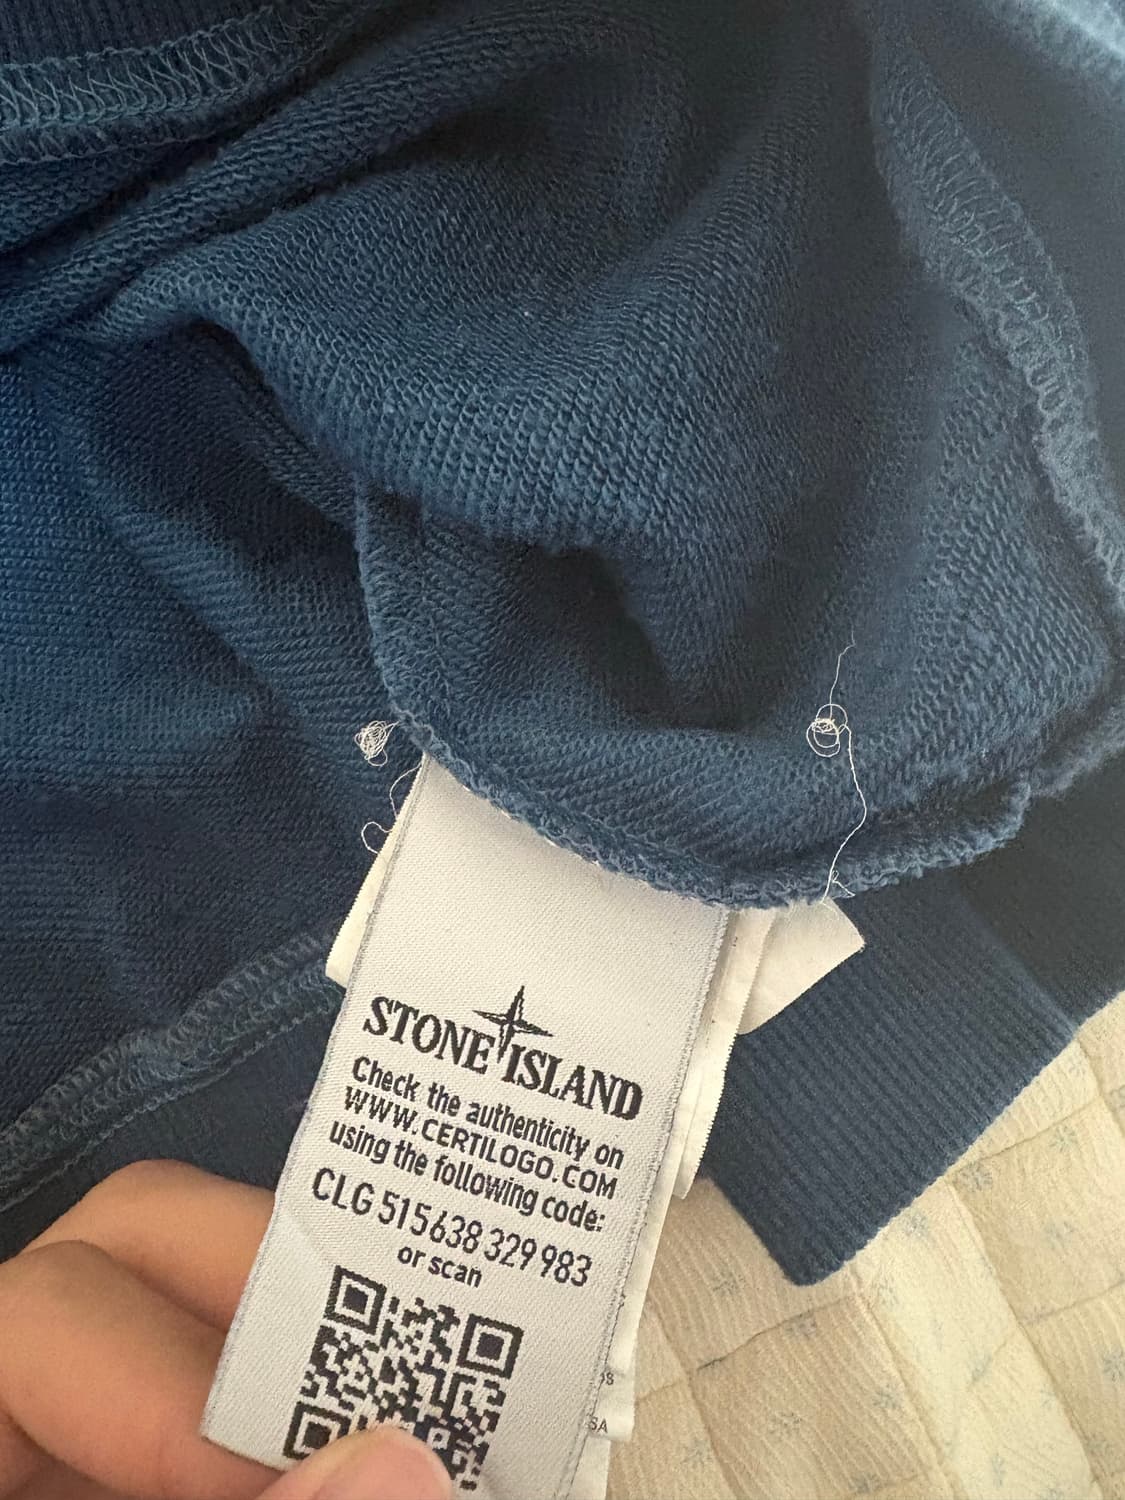 STONE ISLAND
Check the authenticity on
WWW.CERTILOGO.COM
using the following code:
CLG 515638 329 983
or scan
SA